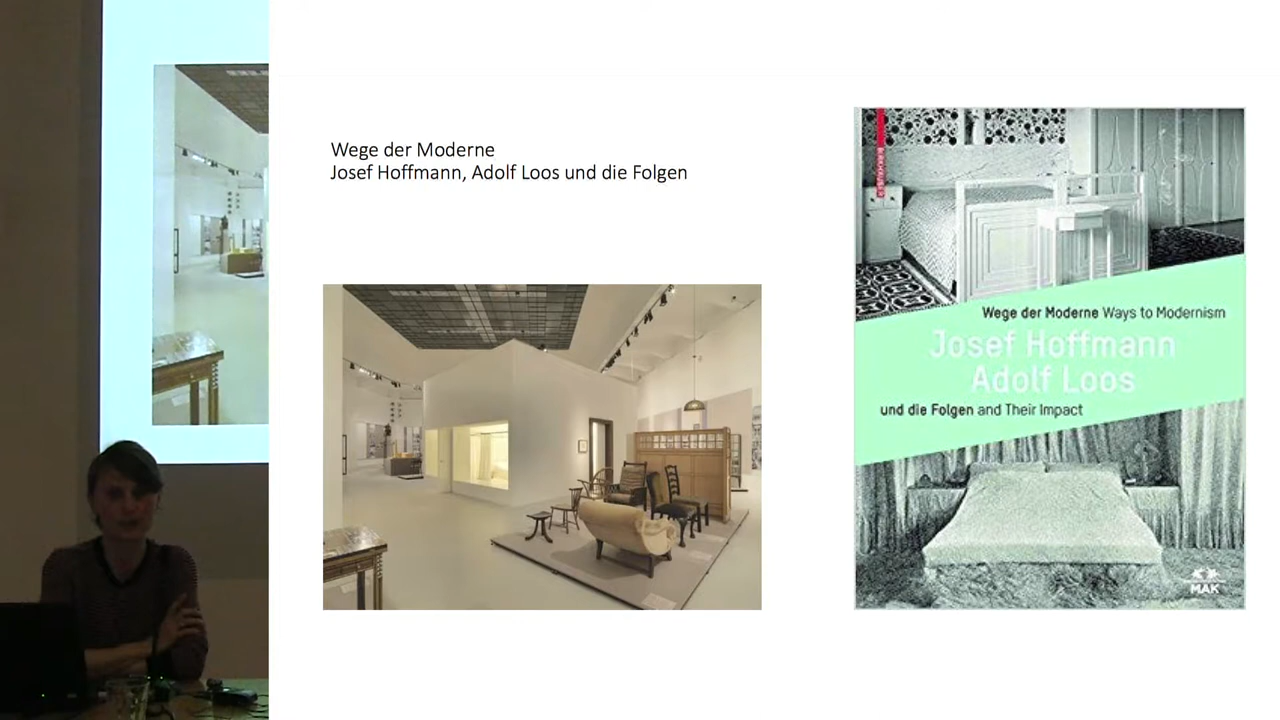 Wege der Moderne
Josef Hoffmann, Adolf Loos und die Folgen
BIRKHÄUSER
Wege der Moderne Ways to Modernism
Josef Hoffmann
Adolf Loos
und die Folgen and Their Impact
MAK